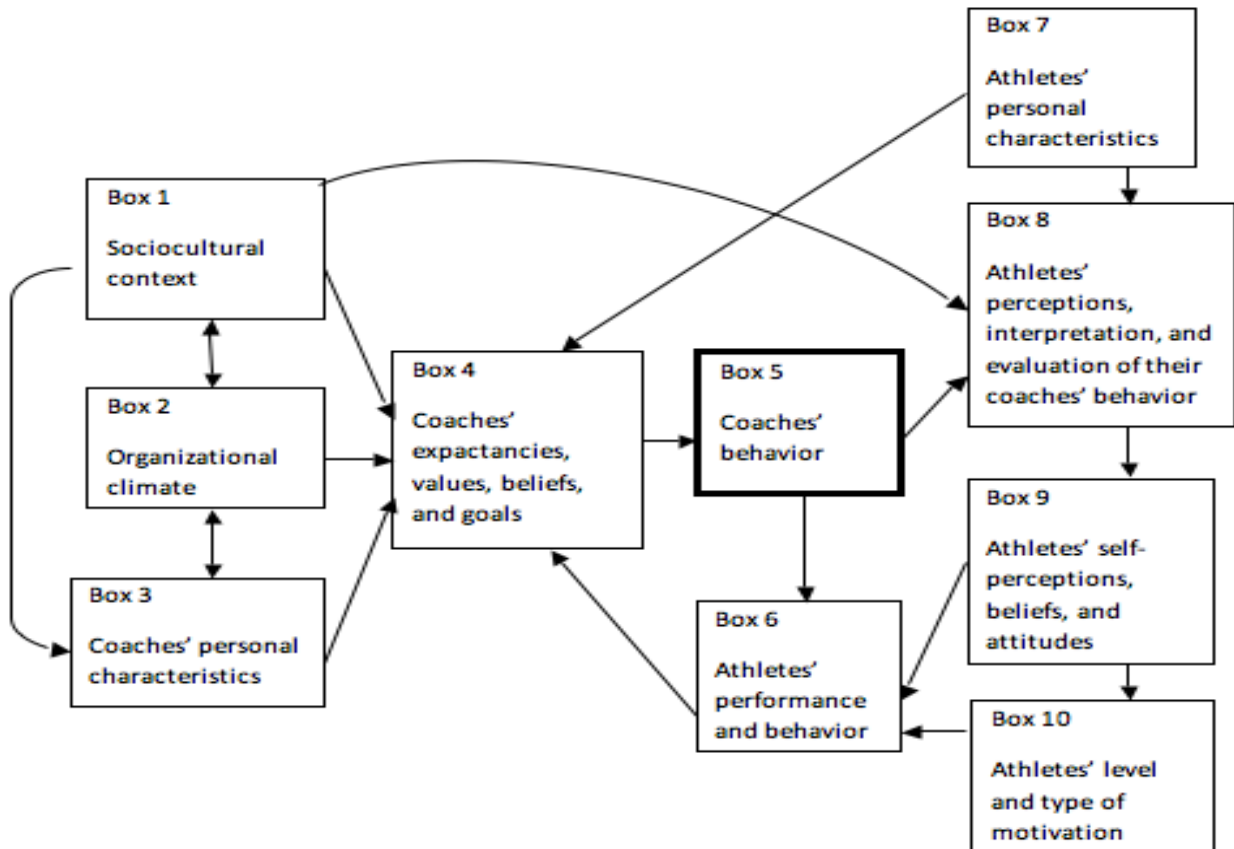 Box 1
Sociocultural
context
Box 2
Organizational
climate
Box 3
Coaches’ personal
characteristics
Box 4
Coaches’
expactancies,
values, beliefs,
and goals
Box 5
Coaches’
behavior
Box 6
Athletes’
performance
and behavior
Box 7
Athletes’
personal
characteristics
Box 8
Athletes’
perceptions,
interpretation, and
evaluation of their
coaches’ behavior
Box 9
Athletes’ self-
perceptions,
beliefs, and
attitudes
Box 10
Athletes’ level
and type of
motivation